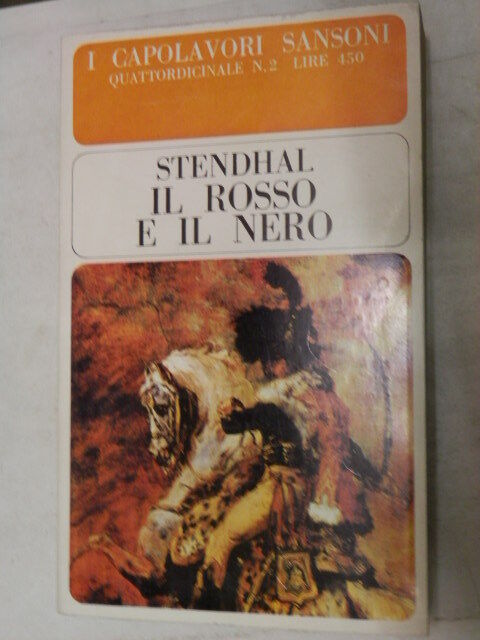 I CAPOLAVORI SANSONI
QUATTORDICINALE N. 2 LIRE 450
STENDHAL
IL ROSSO
E IL NERO